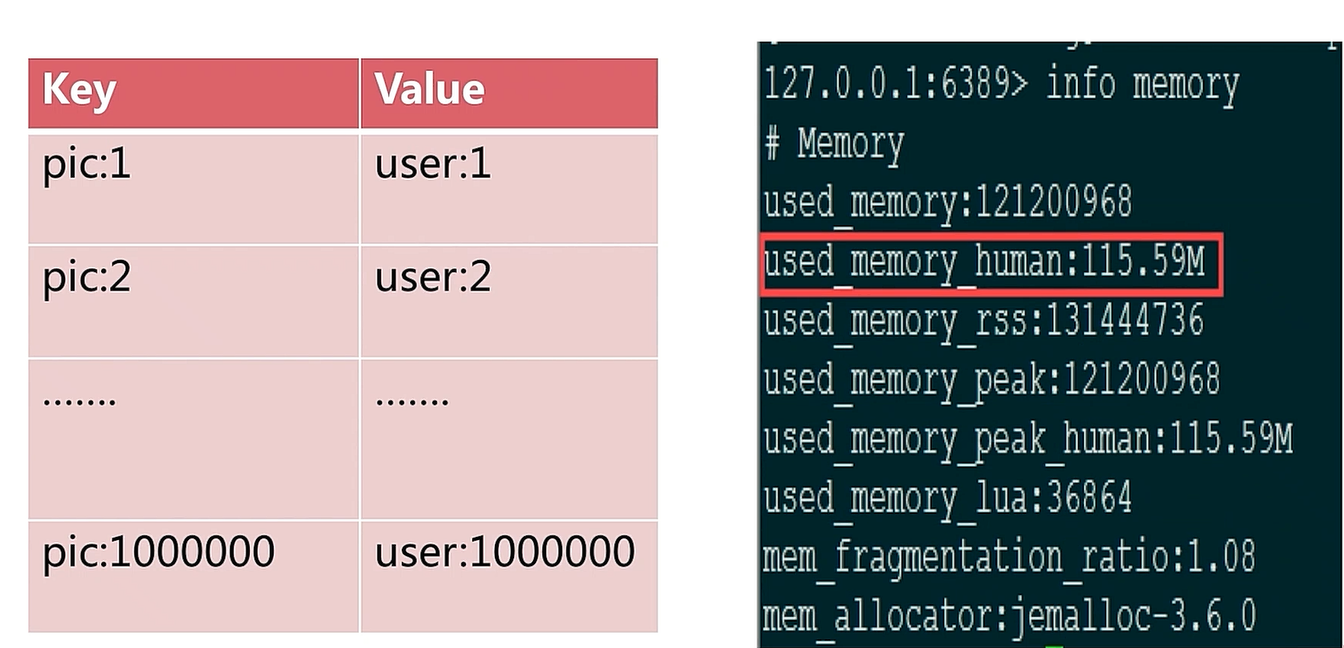 Key Value
pic:1 user:1
pic:2 user:2
....... .......
pic:1000000 user:1000000
127.0.0.1:6389> info memory
# Memory
used_memory:121200968
used_memory_human:115.59M
used_memory_rss:131444736
used_memory_peak:121200968
used_memory_peak_human:115.59M
used_memory_lua:36864
mem_fragmentation_ratio:1.08
mem_allocator:jemalloc-3.6.0